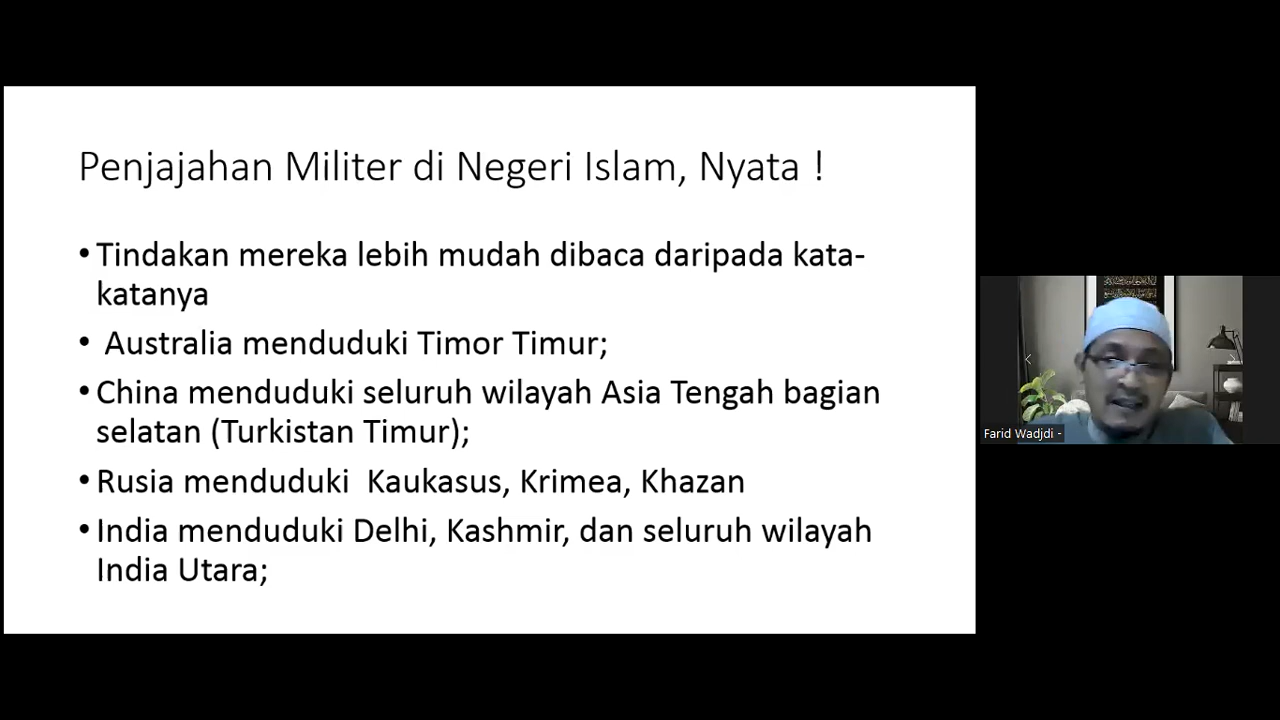 Penjajahan Militer di Negeri Islam, Nyata !
• Tindakan mereka lebih mudah dibaca daripada kata-
katanya
• Australia menduduki Timor Timur;
• China menduduki seluruh wilayah Asia Tengah bagian
selatan (Turkistan Timur);
• Rusia menduduki  Kaukasus, Krimea, Khazan
• India menduduki Delhi, Kashmir, dan seluruh wilayah
India Utara;
Farid Wadjdi -